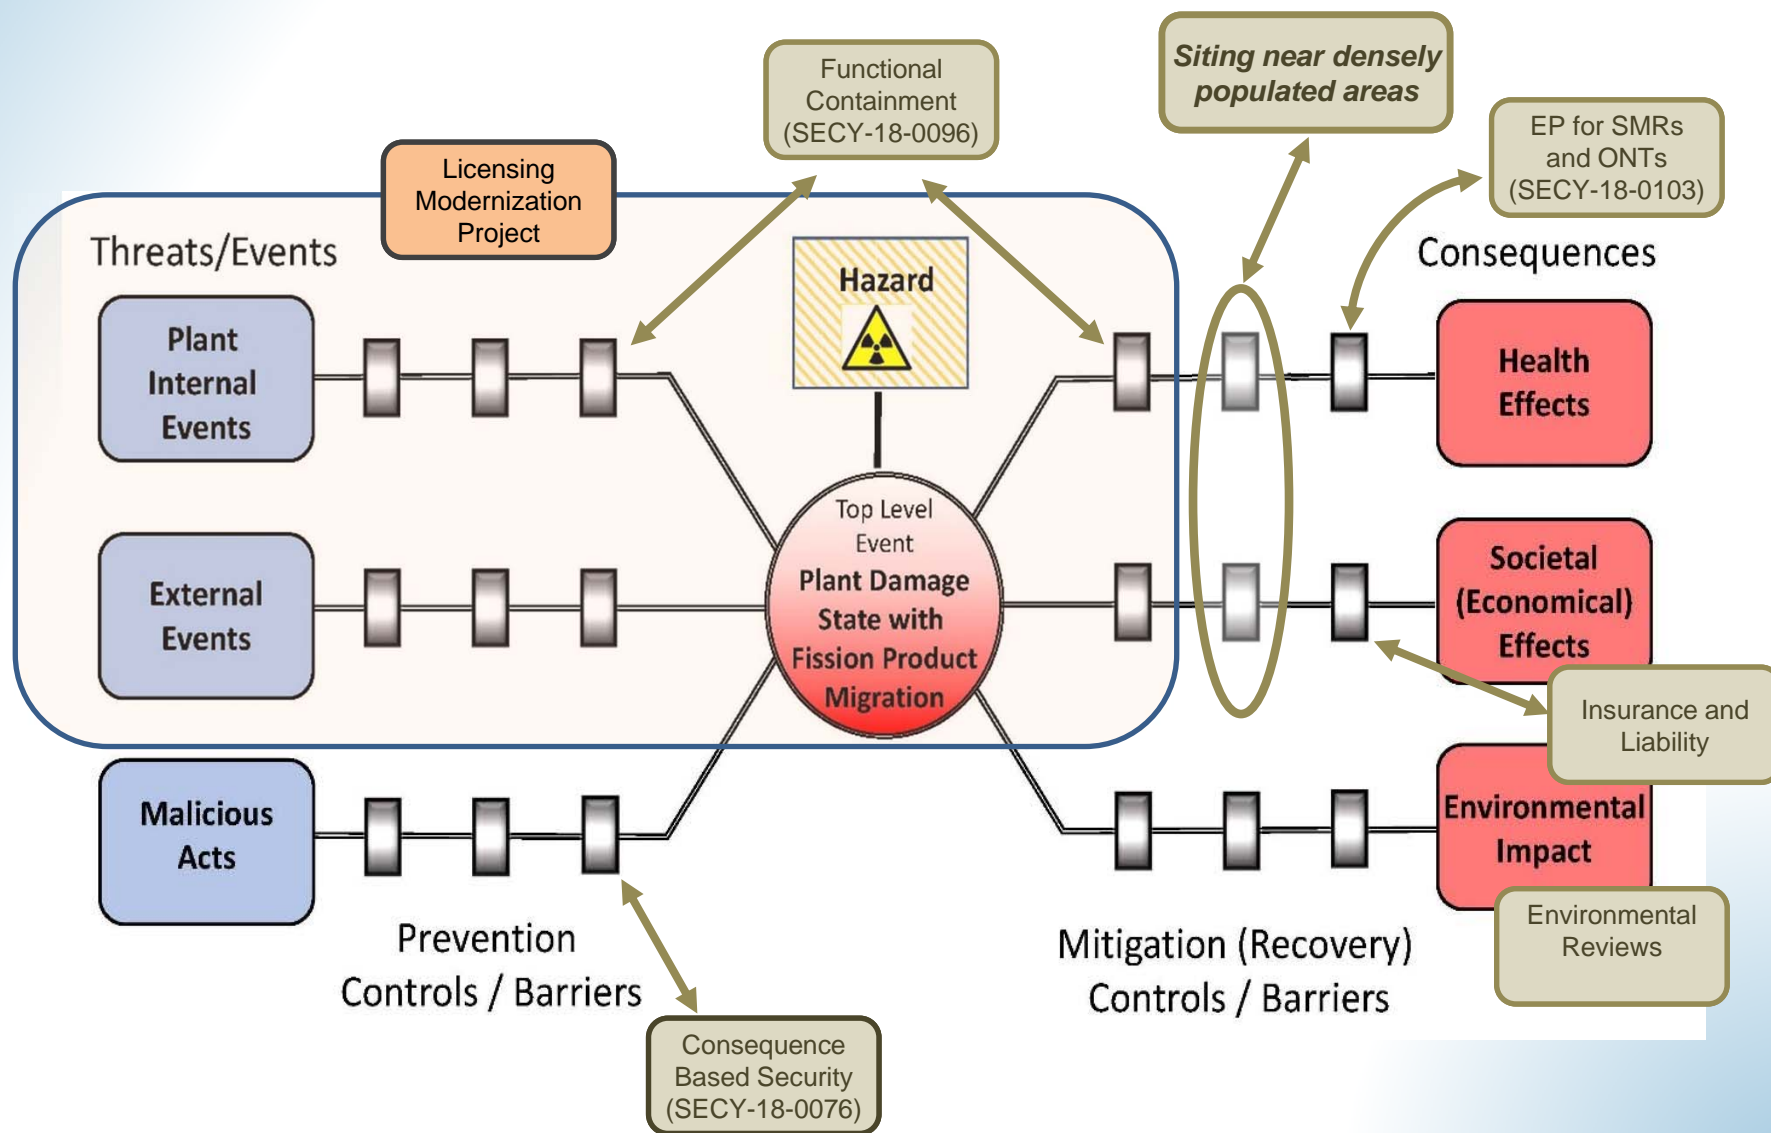 Functional
Containment
(SECY-18-0096)
Siting near densely
populated areas
EP for SMRs
and ONTs
(SECY-18-0103)
Licensing
Modernization
Project
Threats/Events
Hazard
Consequences
Plant
Internal
Events
Health
Effects
Top Level
Event
Plant Damage
State with
Fission Product
Migration
External
Events
Societal
(Economical)
Effects
Insurance and
Liability
Malicious
Acts
Environmental
Impact
Environmental
Reviews
Prevention
Controls / Barriers
Mitigation (Recovery)
Controls / Barriers
Consequence
Based Security
(SECY-18-0076)